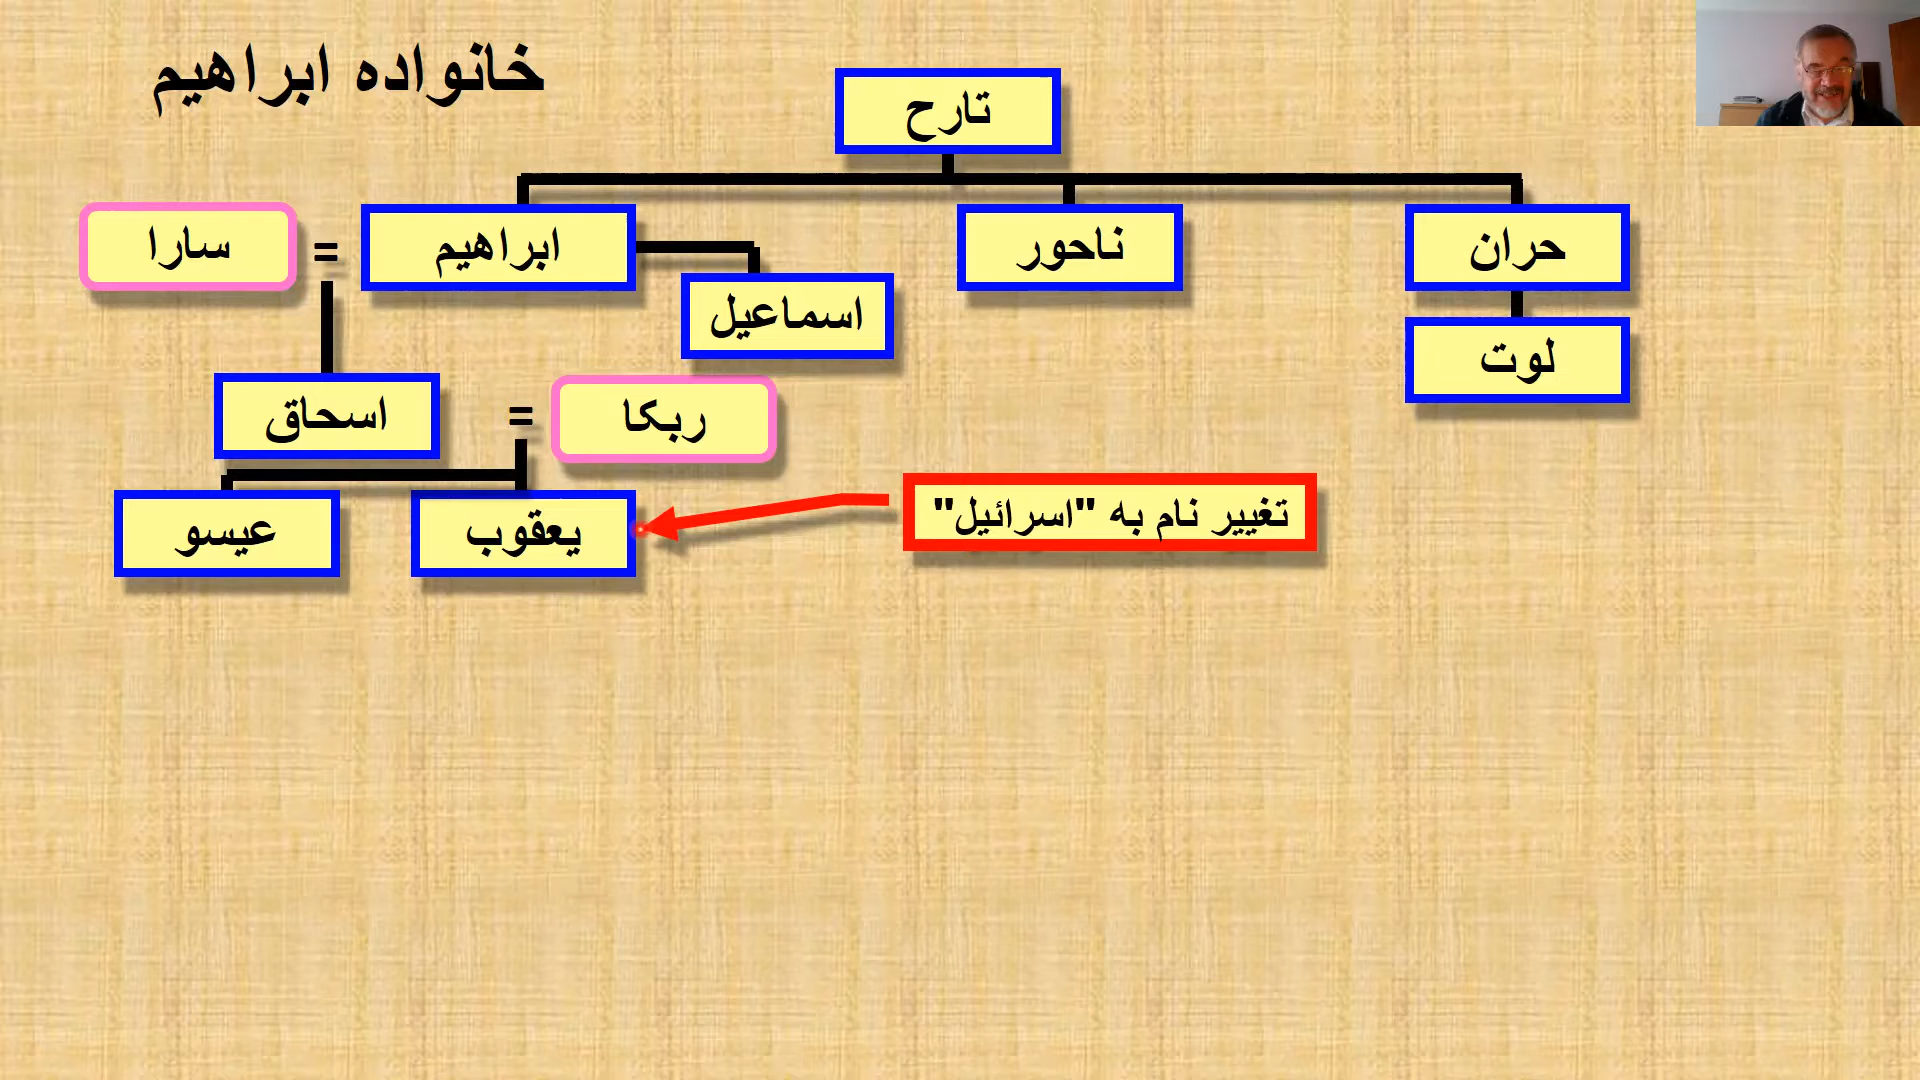 خانواده ابراهیم
تارح
حران
ناحور
ابراهیم
=
سارا
اسماعیل
لوت
ربکا
=
اسحاق
تغییر نام به "اسرائیل"
یعقوب
عیسو